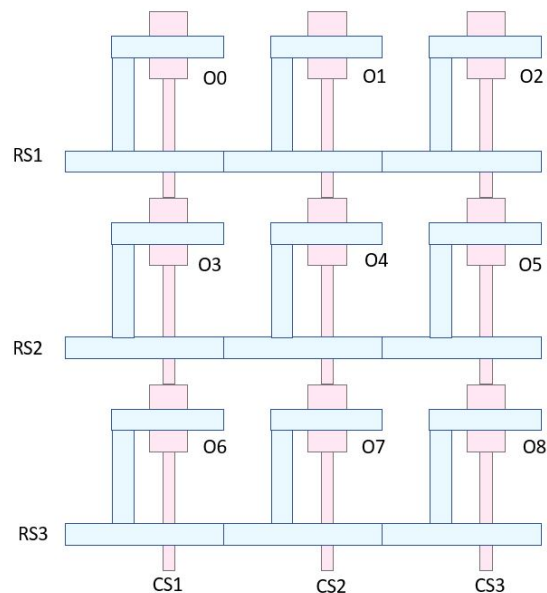 O0 O1 O2
RS1
O3 O4 O5
RS2
O6 O7 O8
RS3
CS1 CS2 CS3